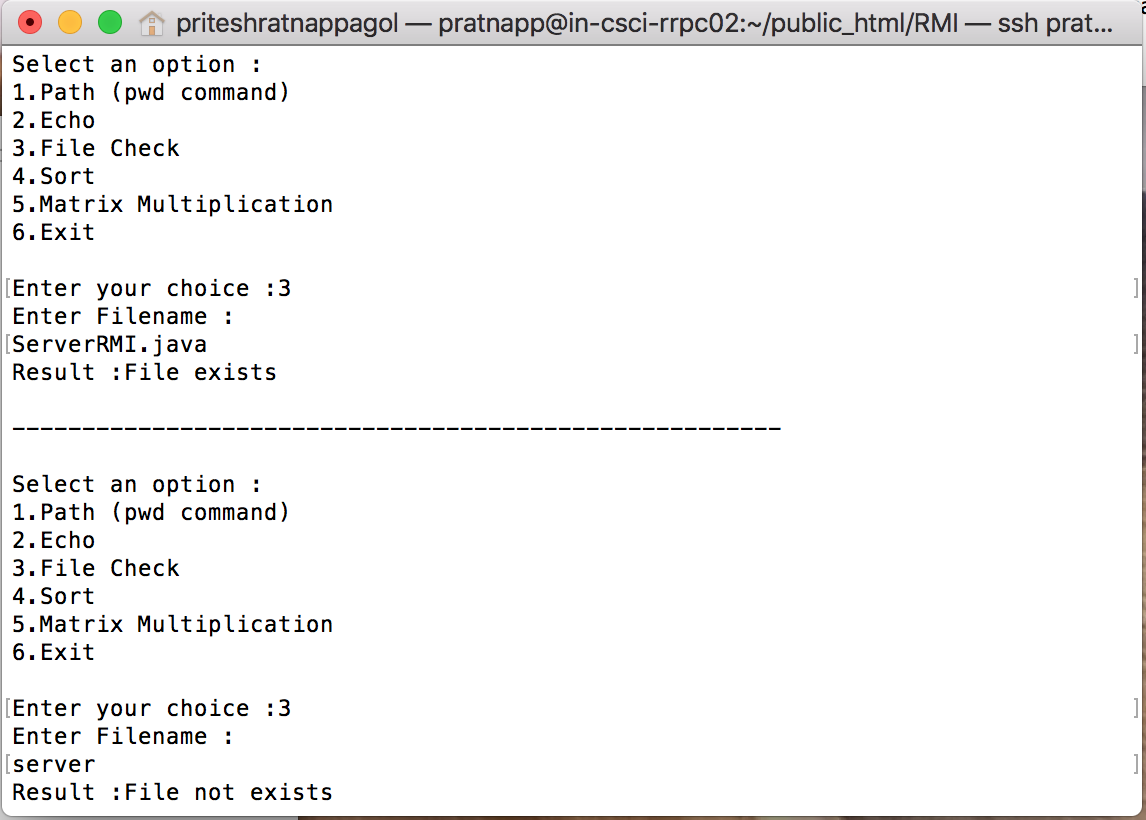 priteshratnappagol — pratnapp@in-csci-rrpc02:~/public_html/RMI — ssh prat...
Select an option :
1.Path (pwd command)
2.Echo
3.File Check
4.Sort
5.Matrix Multiplication
6.Exit
[Enter your choice :3 ]
Enter Filename :
[ServerRMI.java ]
Result :File exists
-------------------------------------------------------
Select an option :
1.Path (pwd command)
2.Echo
3.File Check
4.Sort
5.Matrix Multiplication
6.Exit
[Enter your choice :3 ]
Enter Filename :
[server ]
Result :File not exists